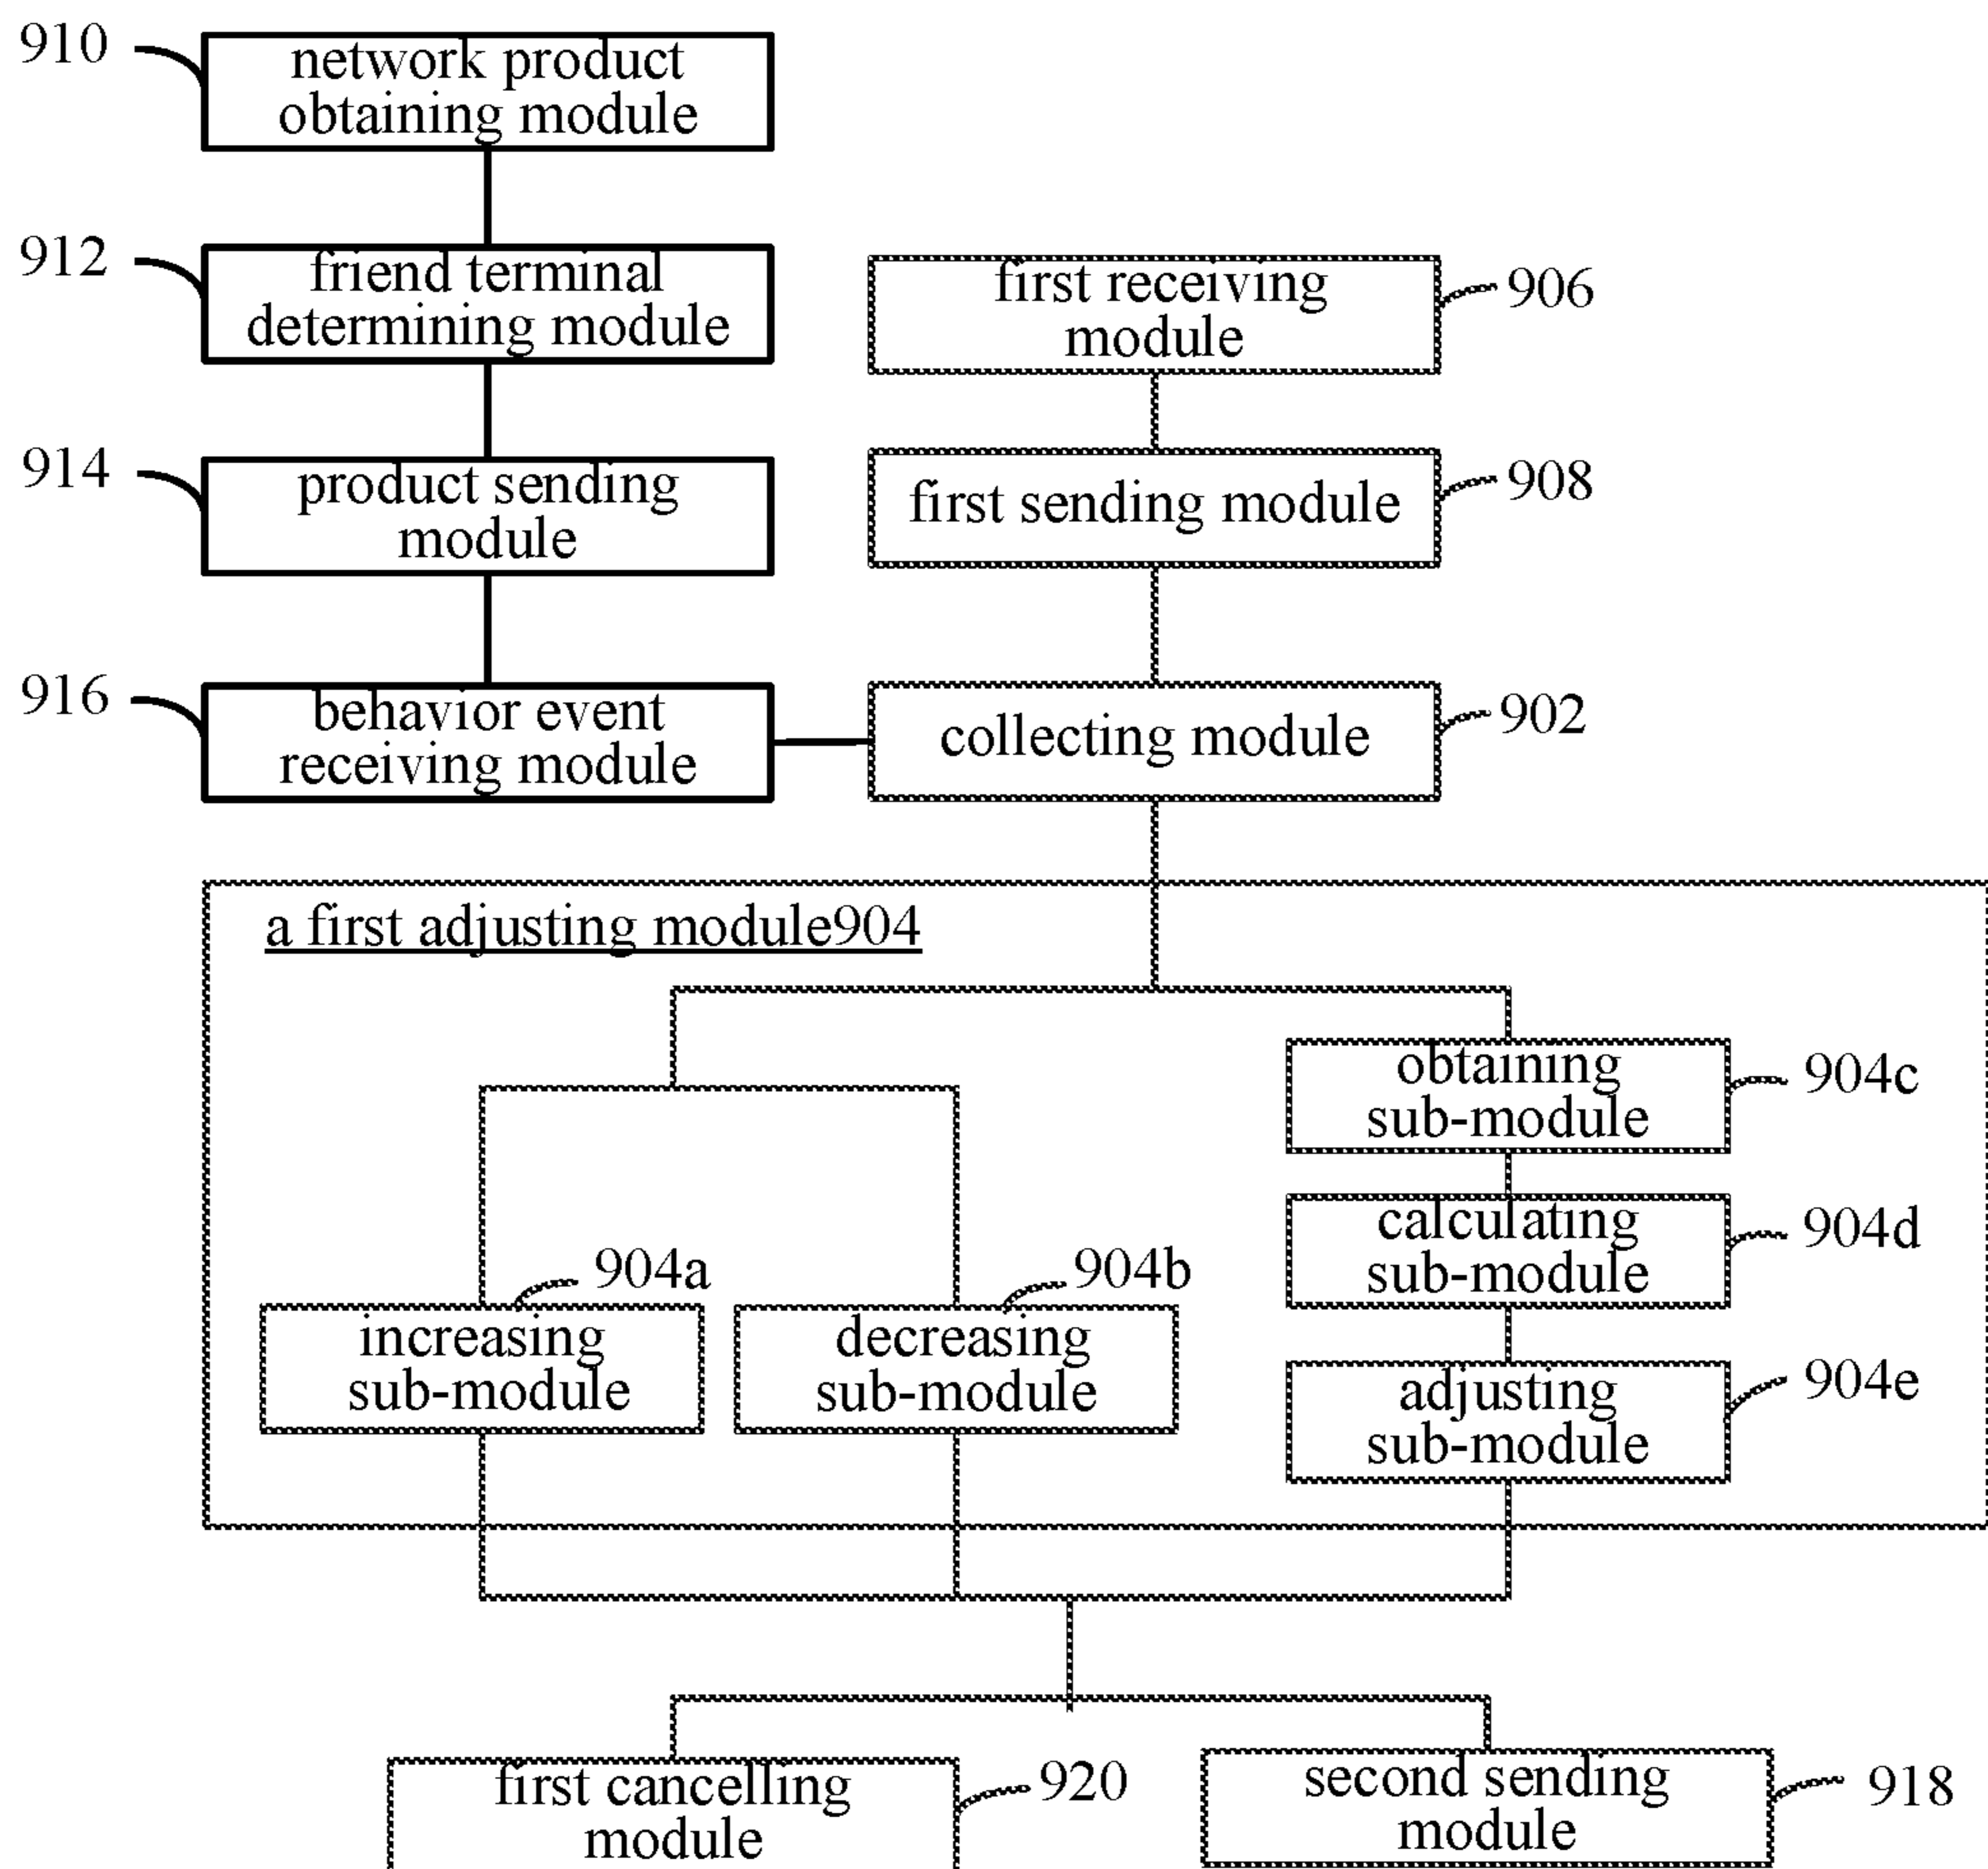 910
network product
obtaining module
912
friend terminal
determining module
first receiving
module
906
914
product sending
module
first sending module
908
916
behavior event
receiving module
collecting module
902
a first adjusting module904
obtaining
sub-module
904c
calculating
sub-module
904d
904a
increasing
sub-module
904b
decreasing
sub-module
adjusting
sub-module
904e
first cancelling
module
920
second sending
module
918